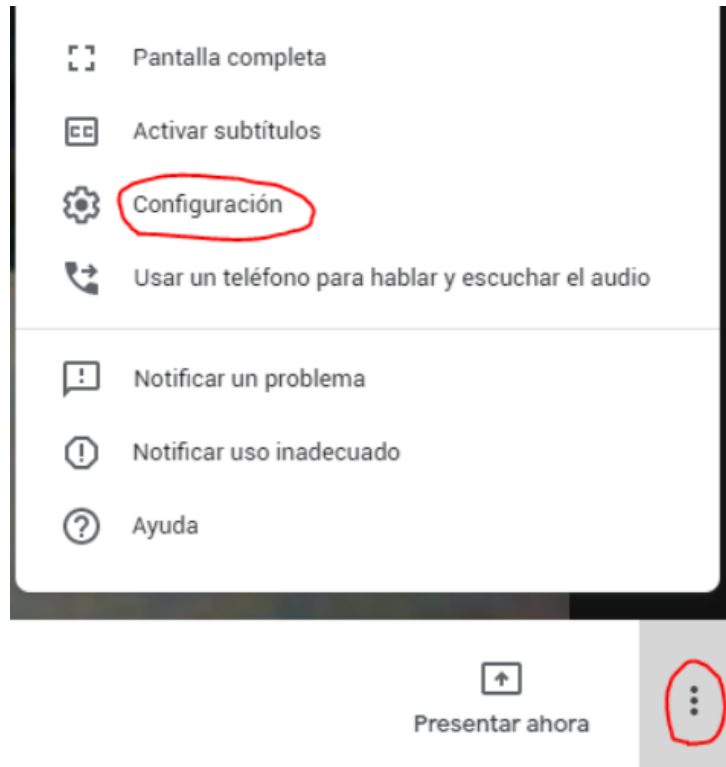 Pantalla completa
CC Activar subtítulos
Configuración
Usar un teléfono para hablar y escuchar el audio
Notificar un problema
Notificar uso inadecuado
Ayuda
Presentar ahora